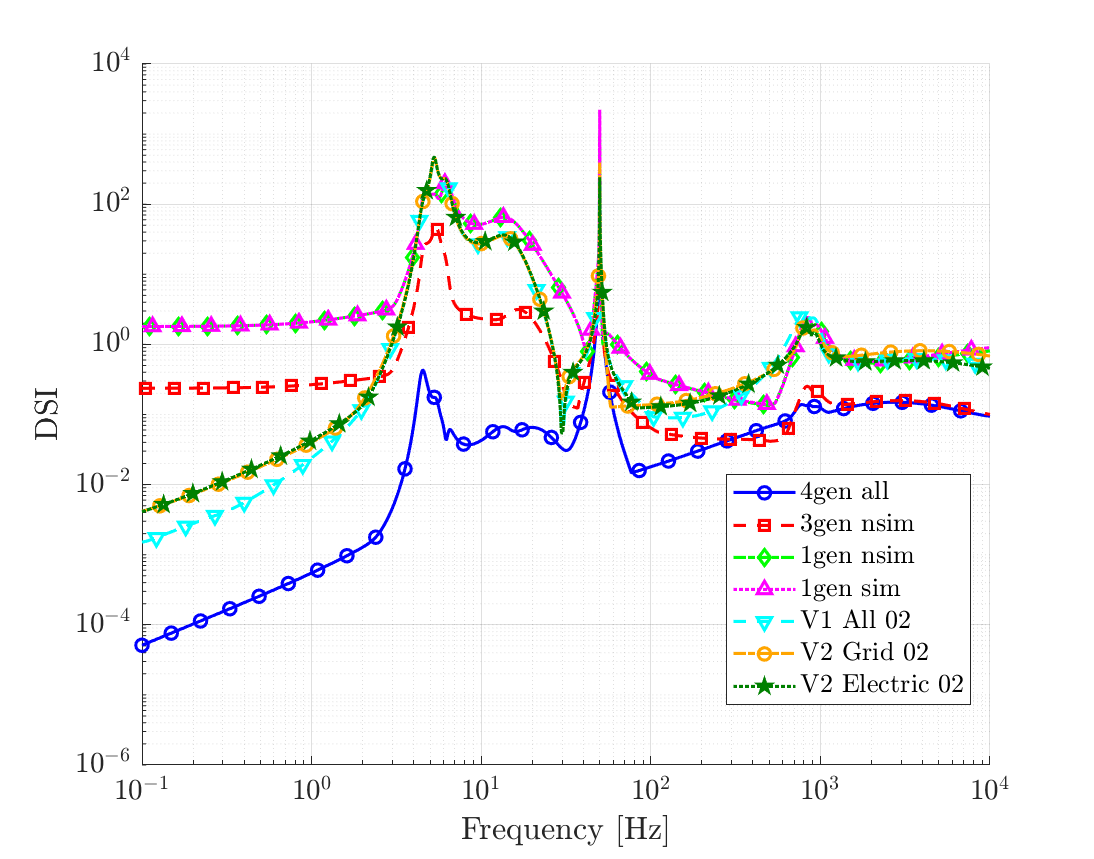 10^4
10^2
10^0
10^-2
10^-4
10^-6
DSI
10^-1
10^0
10^1
10^2
10^3
10^4
Frequency [Hz]
4gen all
3gen nsim
1gen nsim
1gen sim
V1 All 02
V2 Grid 02
V2 Electric 02